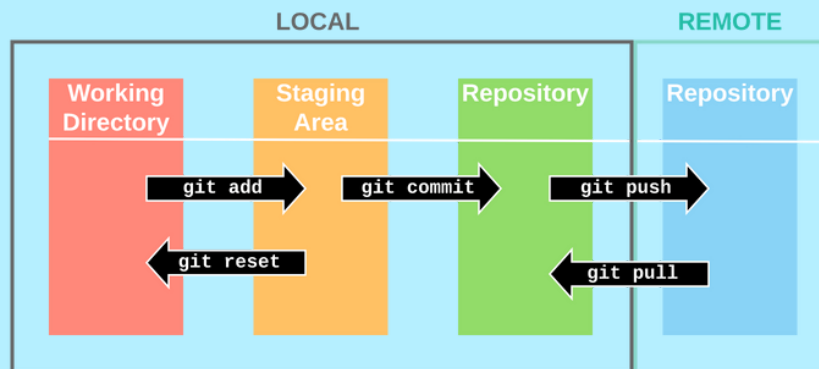 LOCAL
REMOTE
Working
Directory
Staging
Area
Repository
Repository
git add
git commit
git push
git reset
git pull